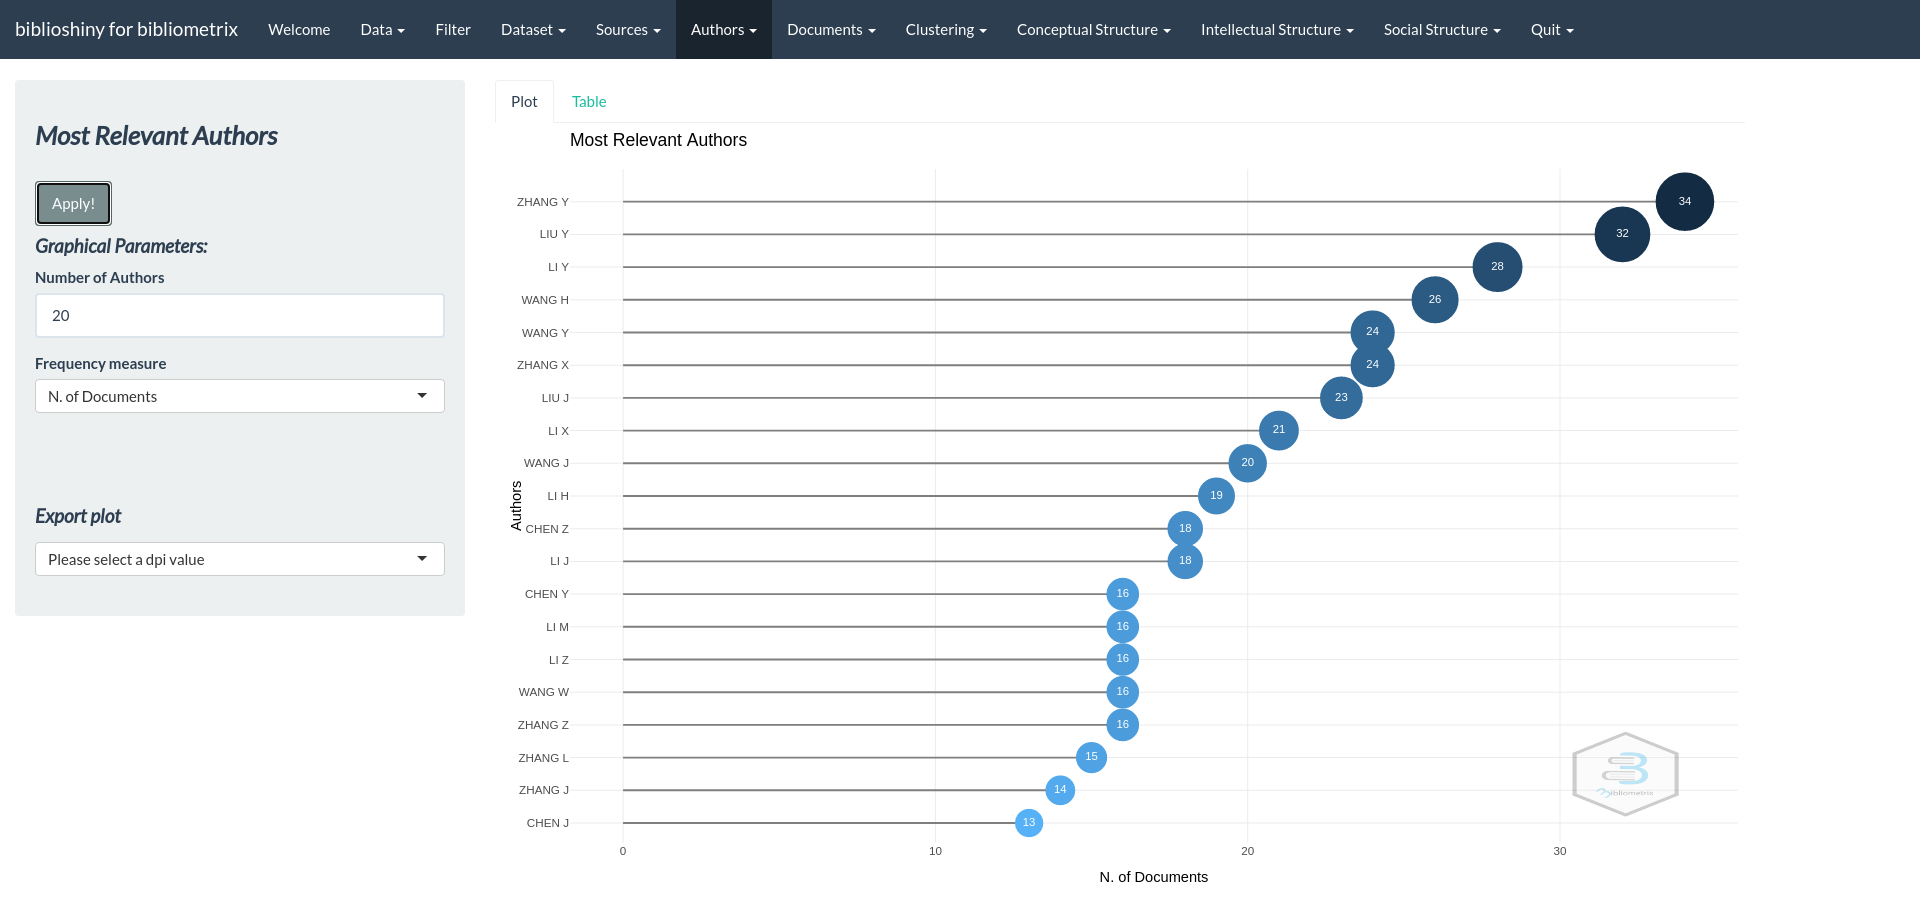 biblioshiny for bibliometrix Welcome Data Filter Dataset Sources Authors Documents Clustering Conceptual Structure Intellectual Structure Social Structure Quit
Most Relevant Authors
Apply!
Graphical Parameters:
Number of Authors
20
Frequency measure
N. of Documents
Export plot
Please select a dpi value
Plot Table
Most Relevant Authors
Authors
ZHANG Y 34
LIU Y 32
LI Y 28
WANG H 26
WANG Y 24
ZHANG X 24
LIU J 23
LI X 21
WANG J 20
LI H 19
CHEN Z 18
LI J 18
CHEN Y 16
LI M 16
LI Z 16
WANG W 16
ZHANG Z 16
ZHANG L 15
ZHANG J 14
CHEN J 13
bibliometrix
0 10 20 30
N. of Documents